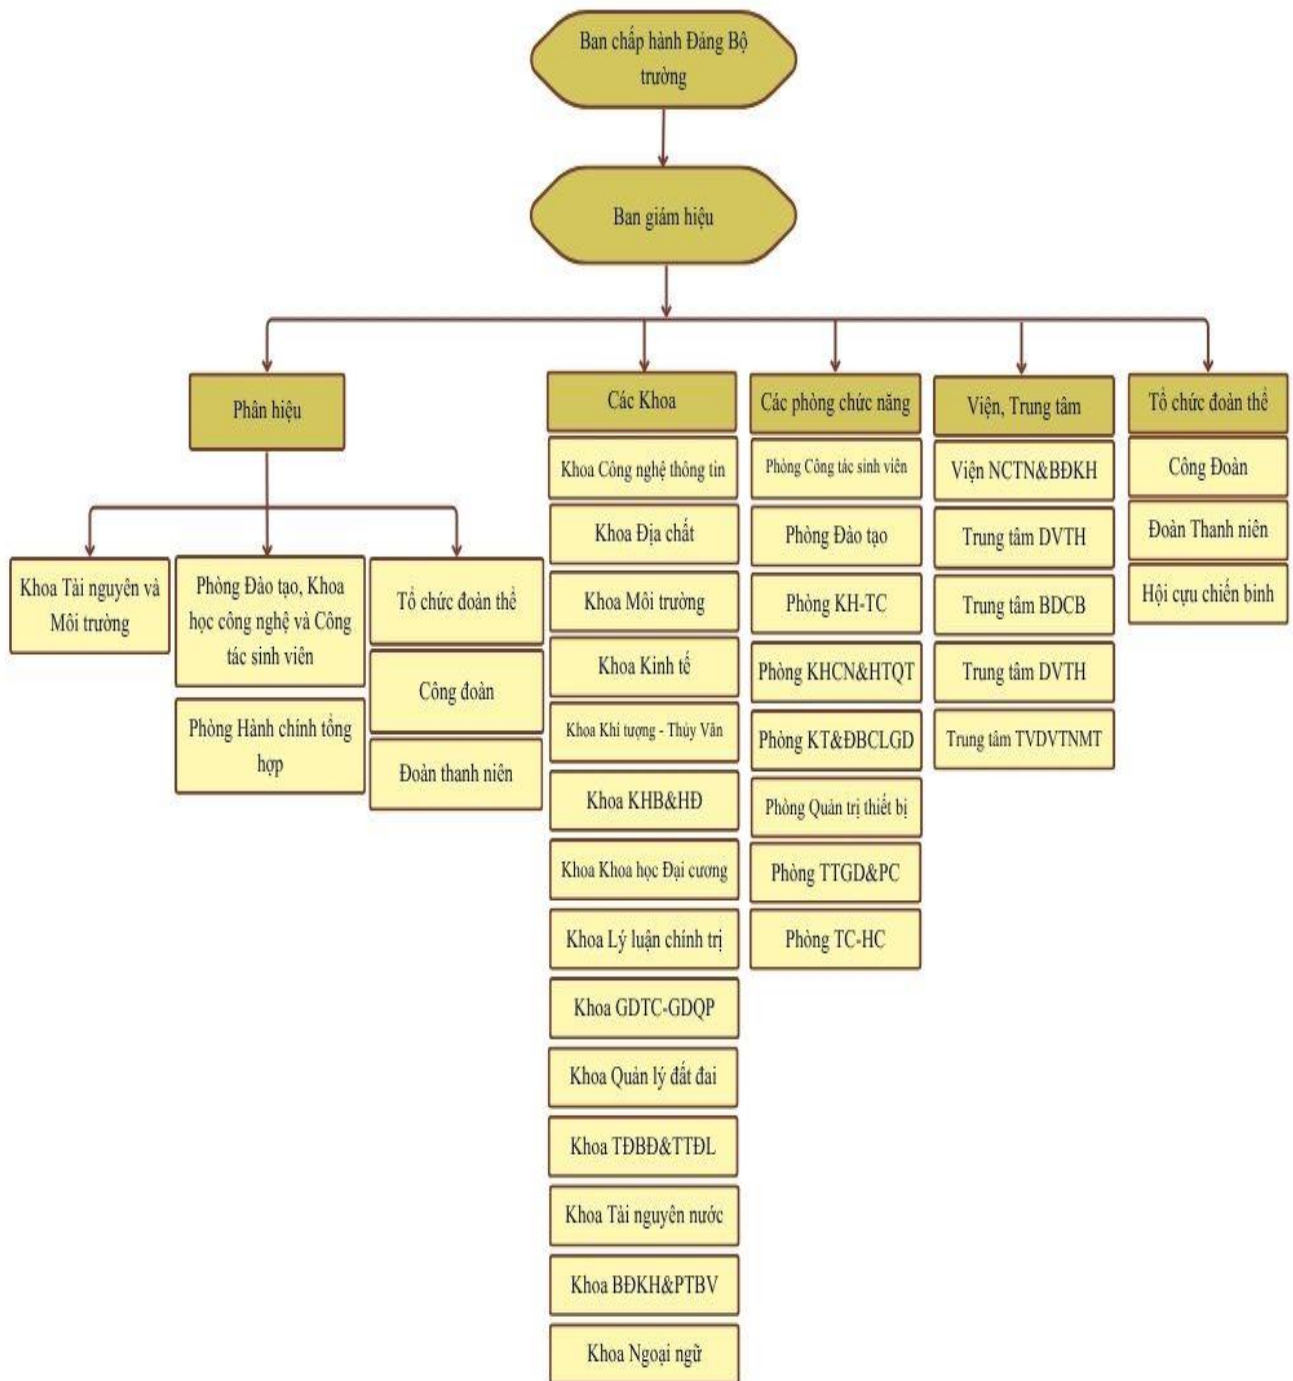 Ban chấp hành Đảng Bộ
trường
Ban giám hiệu
Phân hiệu
Khoa Tài nguyên và
Môi trường
Phòng Đào tạo, Khoa
học công nghệ và Công
tác sinh viên
Phòng Hành chính tổng
hợp
Tổ chức đoàn thể
Công đoàn
Đoàn thanh niên
Các Khoa
Khoa Công nghệ thông tin
Khoa Địa chất
Khoa Môi trường
Khoa Kinh tế
Khoa Khí tượng - Thủy Văn
Khoa KHB&HĐ
Khoa Khoa học Đại cương
Khoa Lý luận chính trị
Khoa GDTC-GDQP
Khoa Quản lý đất đai
Khoa TĐBĐ&TTĐL
Khoa Tài nguyên nước
Khoa BĐKH&PTBV
Khoa Ngoại ngữ
Các phòng chức năng
Phòng Công tác sinh viên
Phòng Đào tạo
Phòng KH-TC
Phòng KHCN&HTQT
Phòng KT&ĐBCLGD
Phòng Quản trị thiết bị
Phòng TTGD&PC
Phòng TC-HC
Viện, Trung tâm
Viện NCTN&BĐKH
Trung tâm DVTH
Trung tâm BDCB
Trung tâm DVTH
Trung tâm TVDVTNMT
Tổ chức đoàn thể
Công Đoàn
Đoàn Thanh niên
Hội cựu chiến binh